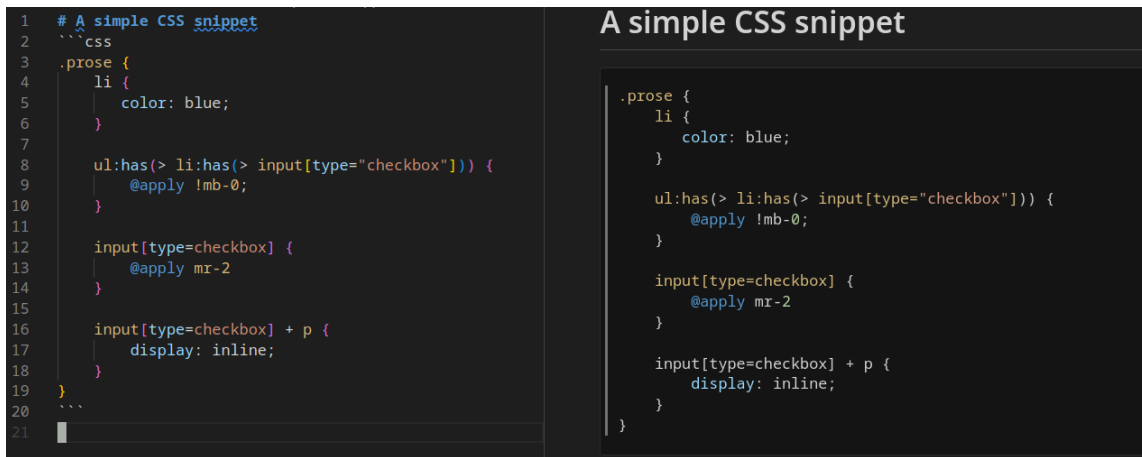 1 # A simple CSS snippet
2 ```css
3 .prose {
4     li {
5        color: blue;
6     }
7
8     ul:has(> li:has(> input[type="checkbox"])) {
9         @apply !mb-0;
10     }
11
12     input[type=checkbox] {
13         @apply mr-2
14     }
15
16     input[type=checkbox] + p {
17         display: inline;
18     }
19 }
20 ```
21
A simple CSS snippet
.prose {
    li {
       color: blue;
    }

    ul:has(> li:has(> input[type="checkbox"])) {
        @apply !mb-0;
    }

    input[type=checkbox] {
        @apply mr-2
    }

    input[type=checkbox] + p {
        display: inline;
    }
}